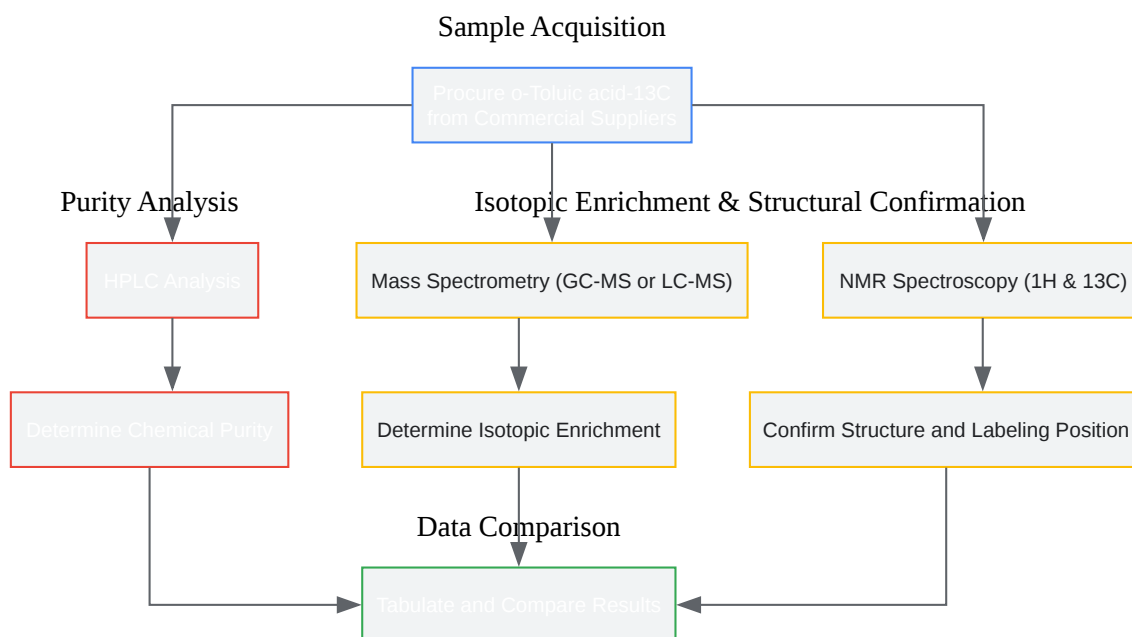 Sample Acquisition
Procure o-Toluic acid-13C
from Commercial Suppliers
Purity Analysis
Isotopic Enrichment & Structural Confirmation
HPLC Analysis
Mass Spectrometry (GC-MS or LC-MS)
NMR Spectroscopy (1H & 13C)
Determine Chemical Purity
Determine Isotopic Enrichment
Confirm Structure and Labeling Position
Data Comparison
Tabulate and Compare Results